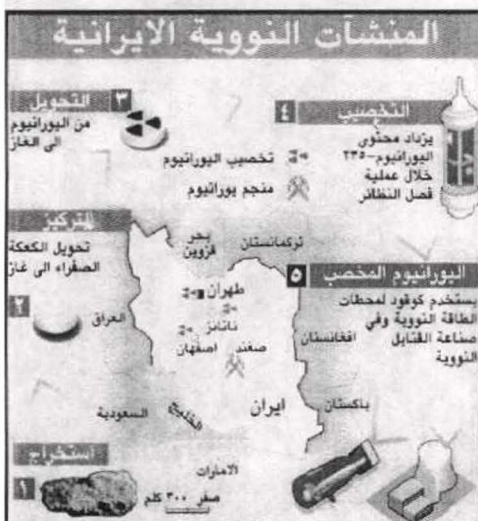 المنشآت النووية الايرانية
٣ التحويل
من اليورانيوم
الى الغاز
٤ التخصيب
يزداد محتوى
اليورانيوم-٢٣٥
خلال عملية
فصل النظائر
تخصيب اليورانيوم
منجم يورانيوم
التركيز
تحويل الكعكة
الصفراء الى غاز
٢
بحر
قزوين
تركمانستان
طهران
ناتانز
صغند
اصفهان
العراق
افغانستان
باكستان
ايران
السعودية
الخليج
الامارات
صفر ٣٠٠ كلم
٥ اليورانيوم المخصب
يستخدم كوقود لمحطات
الطاقة النووية وفي
صناعة القنابل
النووية
استخراج
١